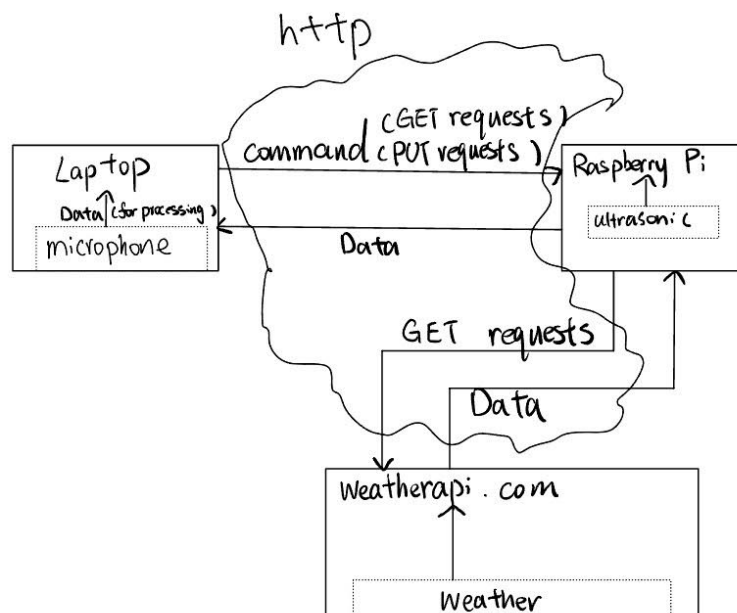 http
(GET requests)
command (PUT requests)
Laptop
Data (for processing)
microphone
Raspberry Pi
ultrasonic
Data
GET requests
Data
Weatherapi.com
Weather